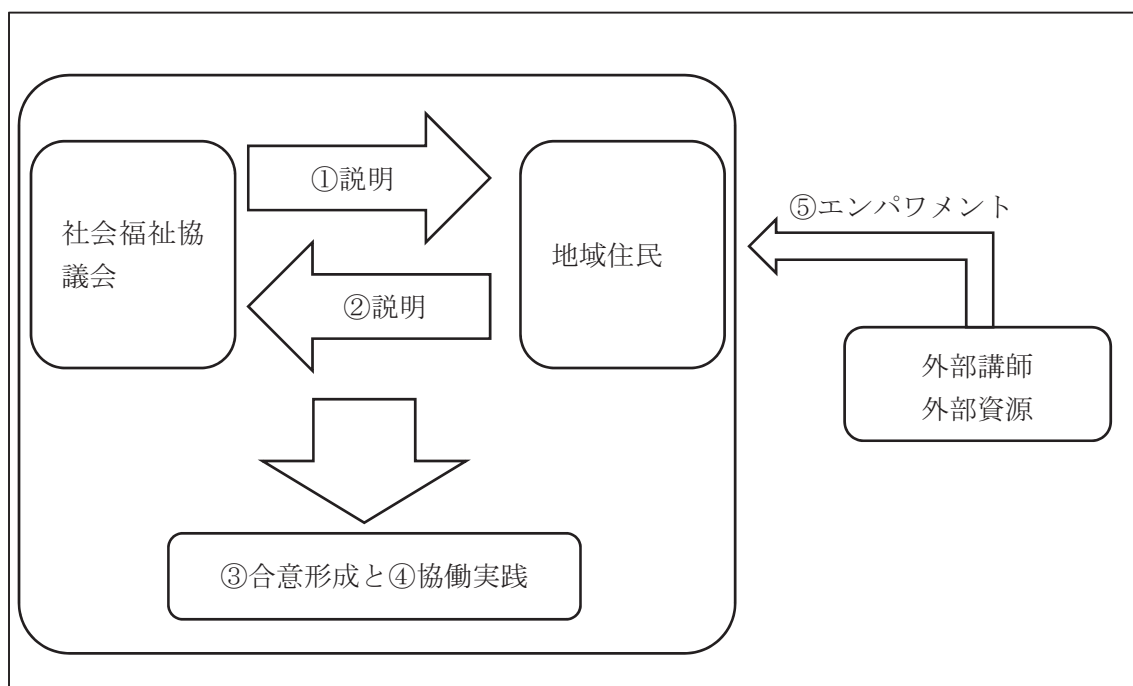 社会福祉協
議会
①説明
②説明
地域住民
③合意形成と④協働実践
⑤エンパワメント
外部講師
外部資源